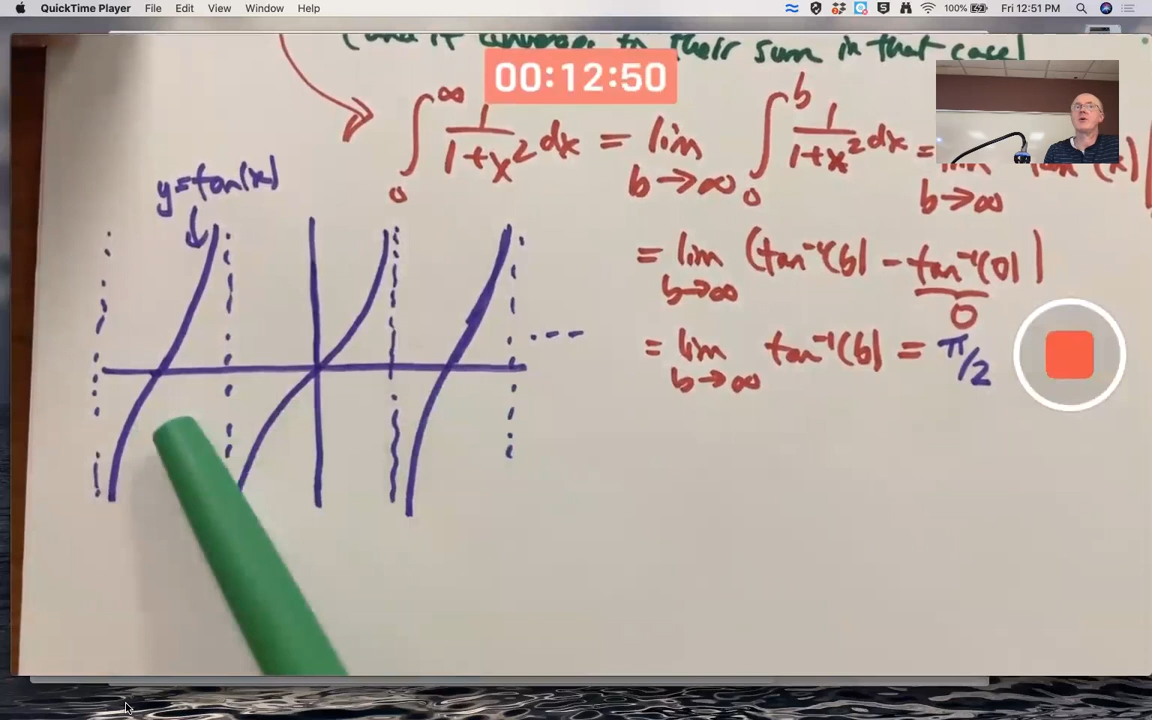 QuickTime Player File Edit View Window Help 100% Fri 12:51 PM
to their sum in that case)
00:12:50
∫₀^∞ 1/(1+x²) dx = lim b→∞ ∫₀^b 1/(1+x²) dx = lim b→∞
y=tan(x)
= lim b→∞ (tan⁻¹(b) - tan⁻¹(0))
0
= lim b→∞ tan⁻¹(b) = π/2